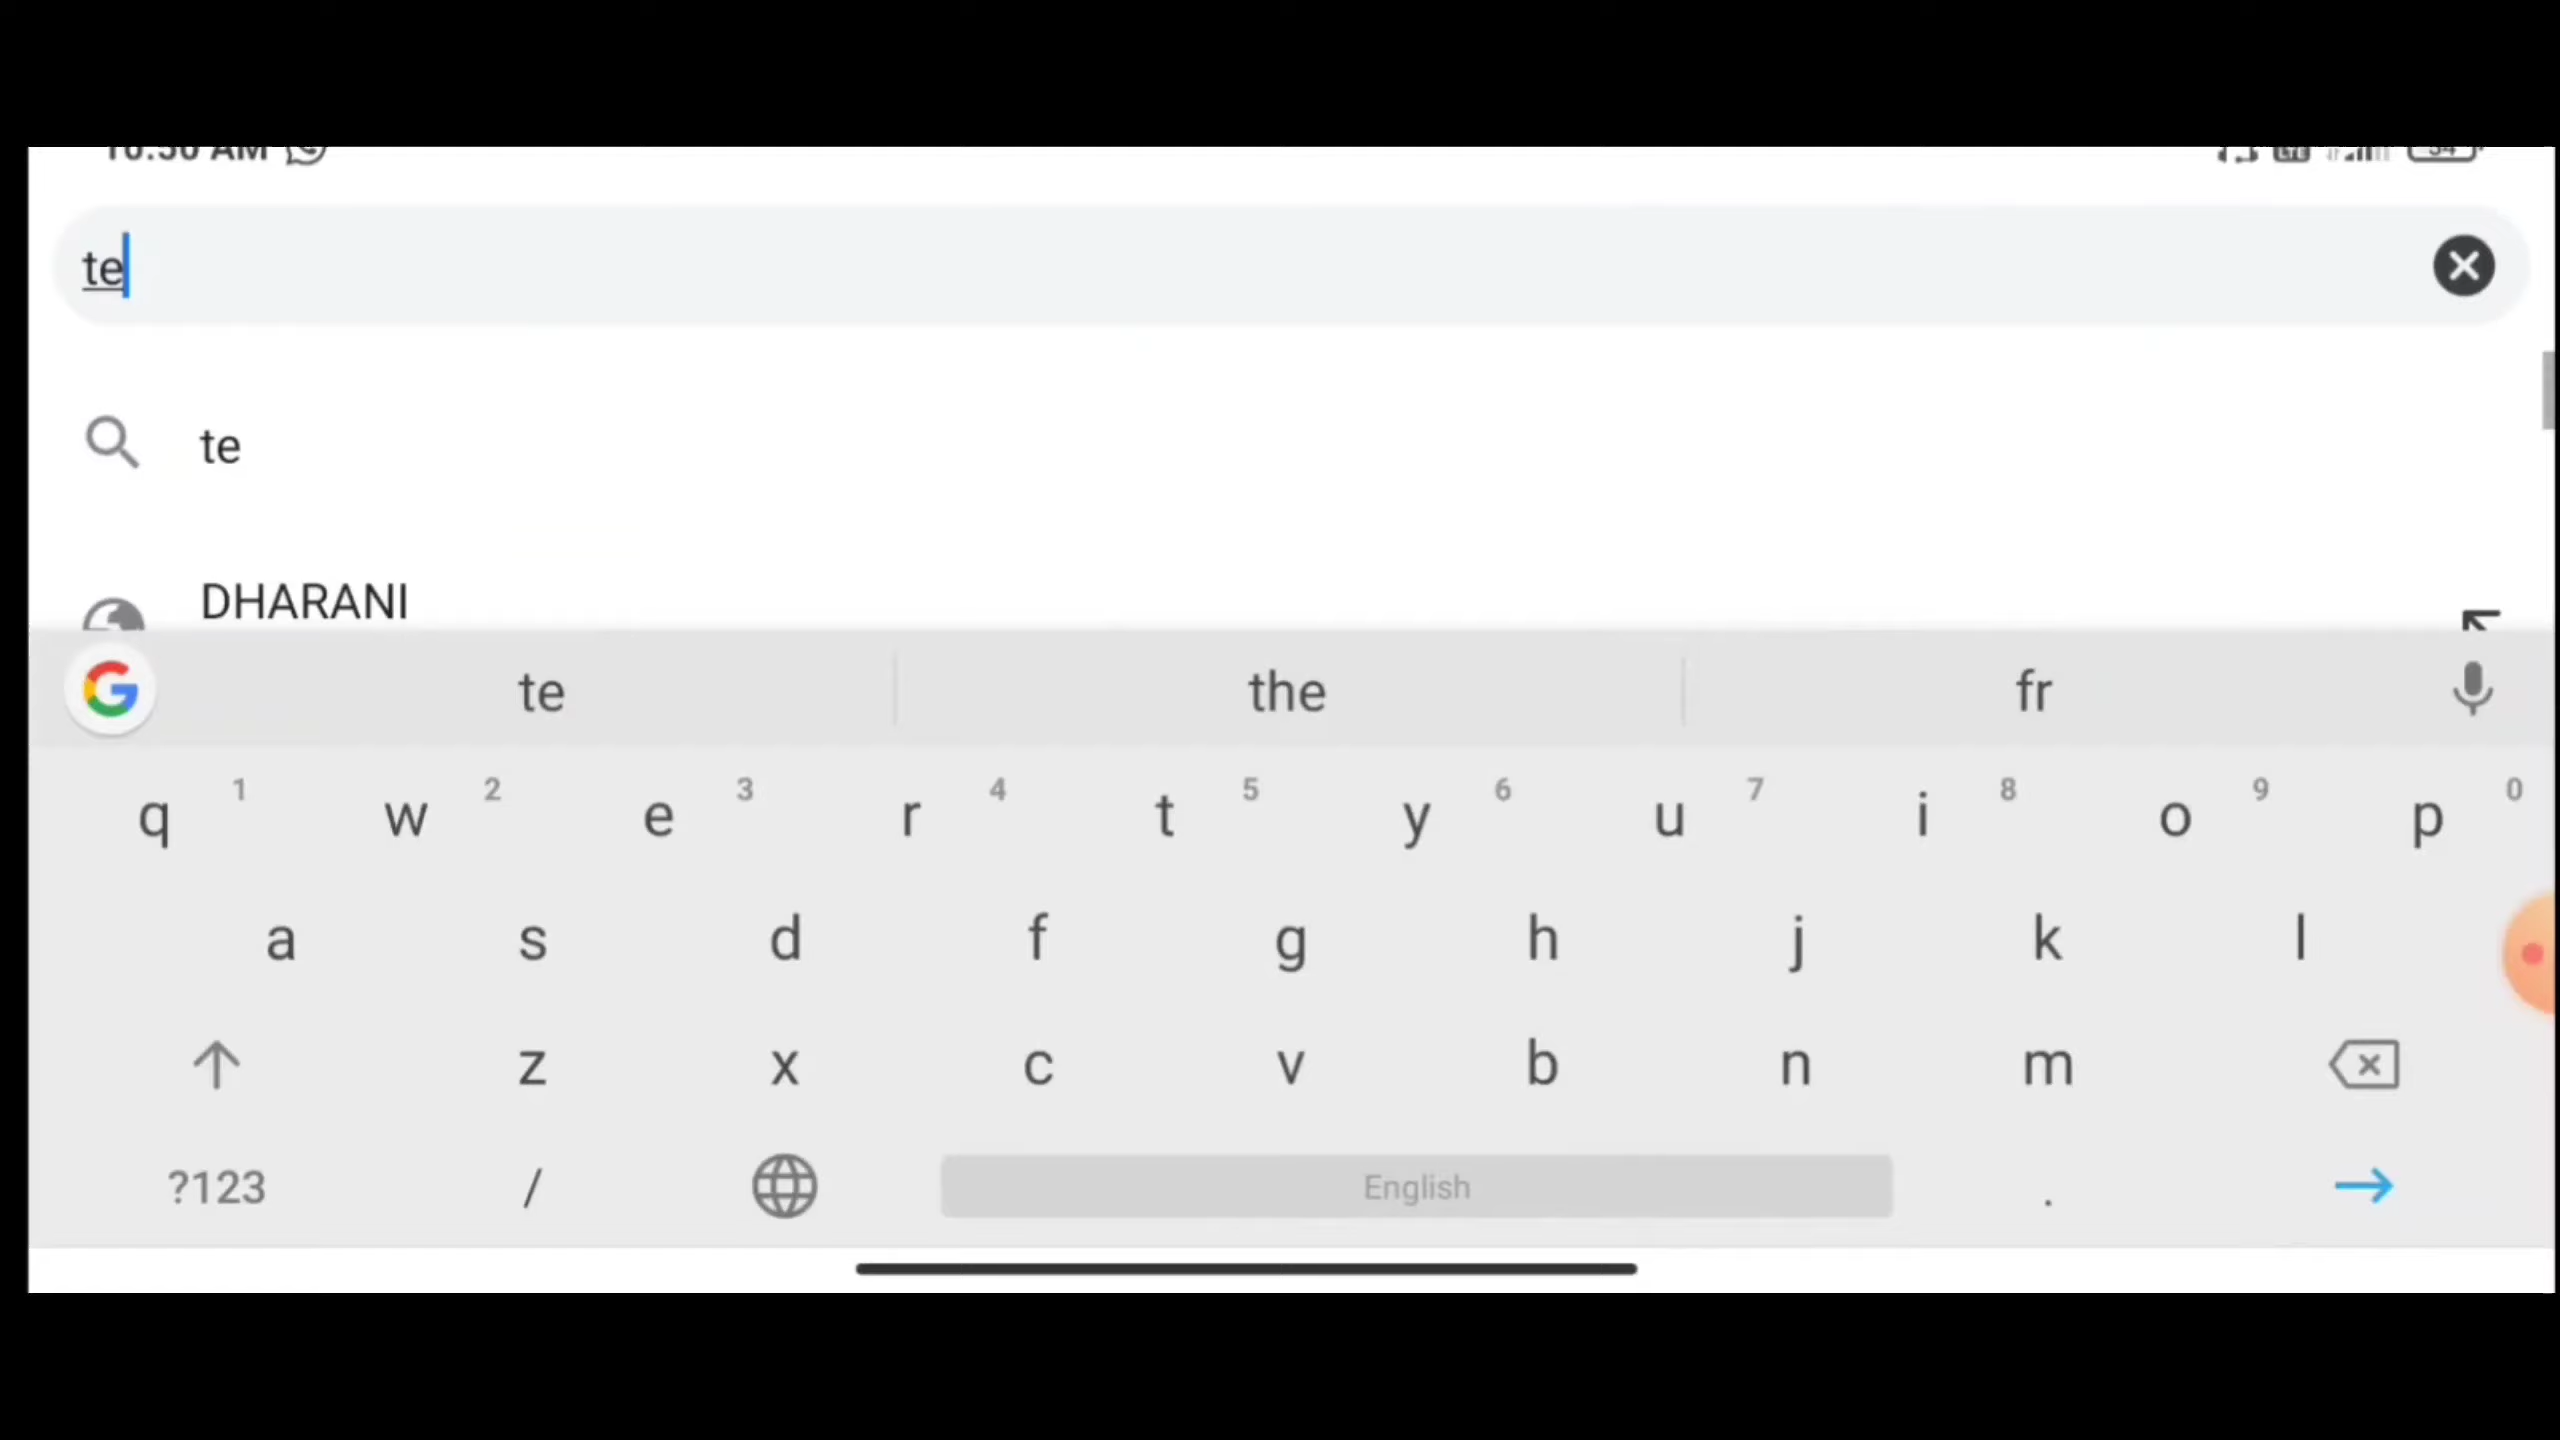 te
te
DHARANI
te the fr
q 1 w 2 e 3 r 4 t 5 y 6 u 7 i 8 o 9 p 0
a s d f g h j k l
z x c v b n m
?123 / English .